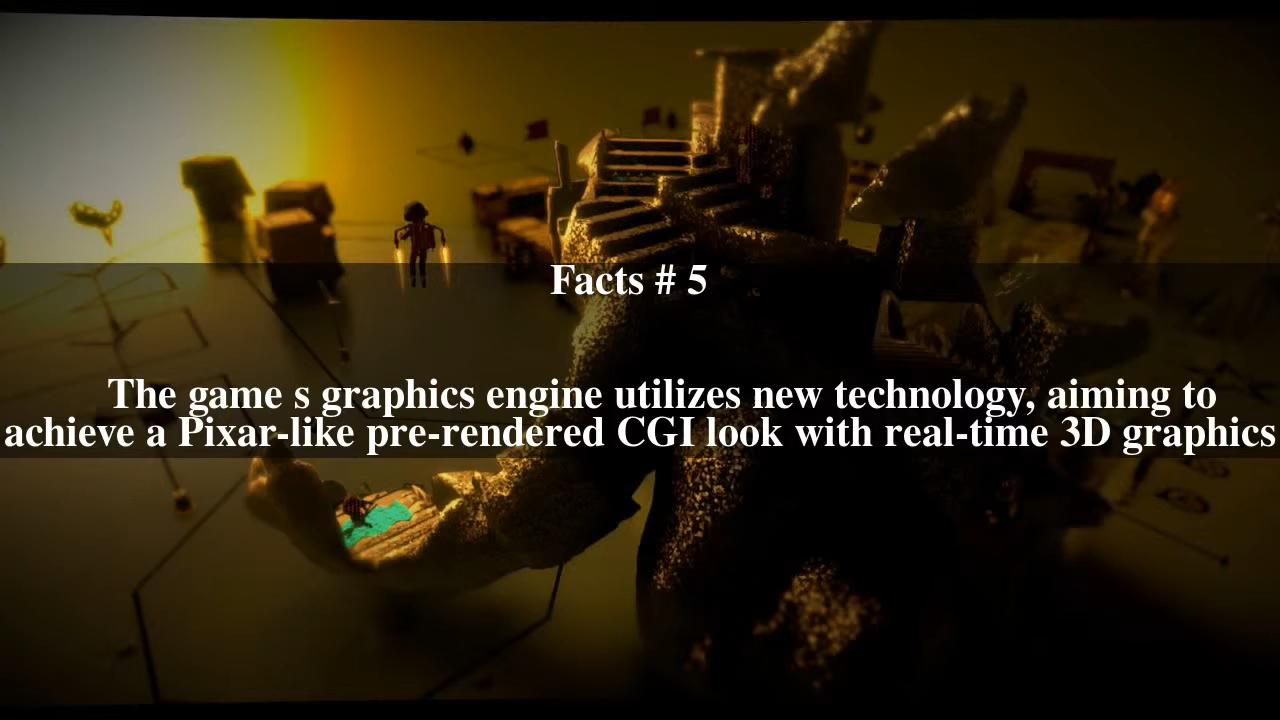 Facts # 5
The game s graphics engine utilizes new technology, aiming to
achieve a Pixar-like pre-rendered CGI look with real-time 3D graphics